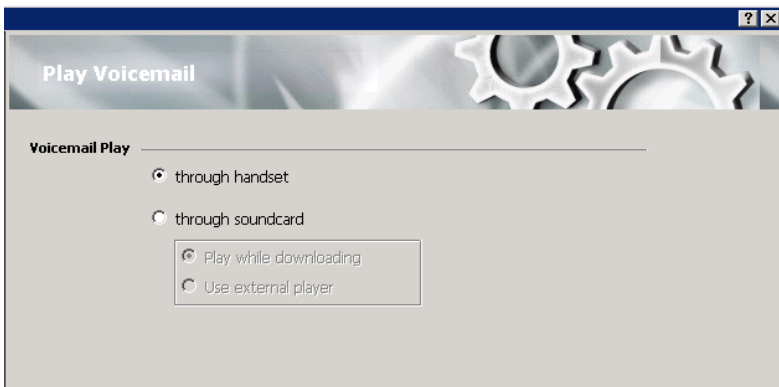 Play Voicemail
Voicemail Play
through handset
through soundcard
Play while downloading
Use external player